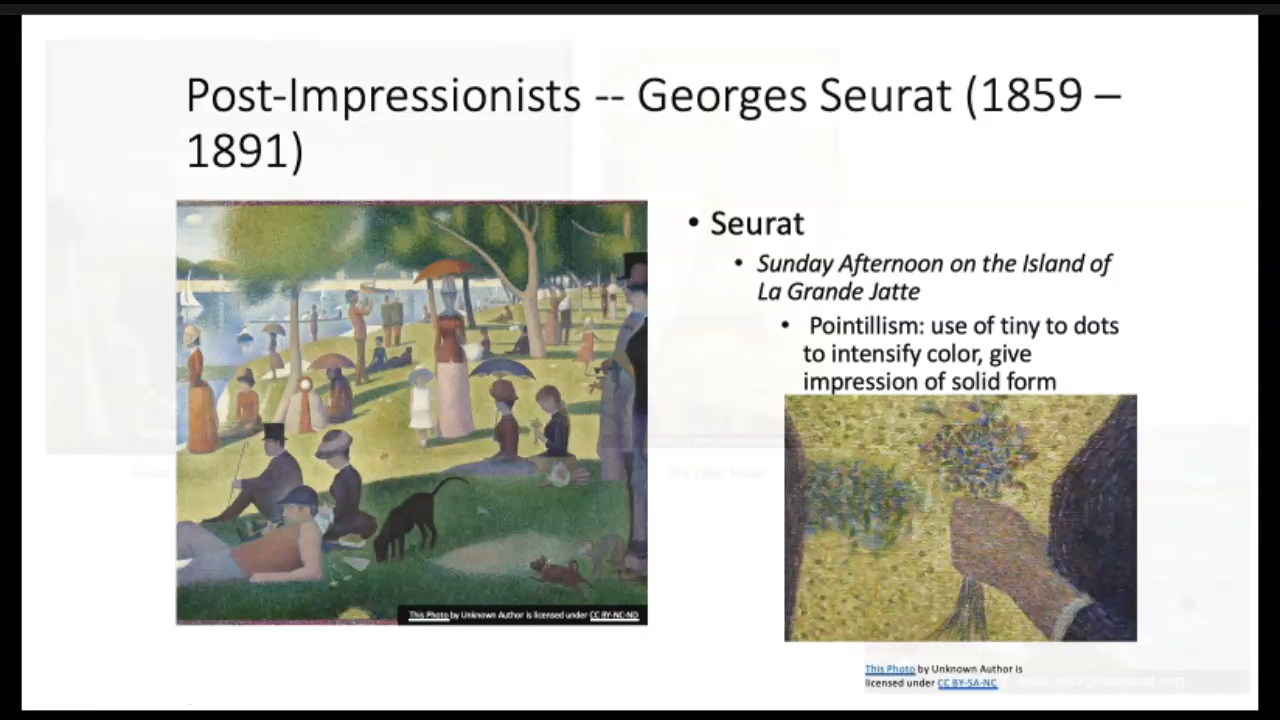 Post-Impressionists -- Georges Seurat (1859 –
1891)
• Seurat
• Sunday Afternoon on the Island of
La Grande Jatte
• Pointillism: use of tiny to dots
to intensify color, give
impression of solid form
This Photo by Unknown Author is licensed under CC BY-NC-ND
This Photo by Unknown Author is
licensed under CC BY-SA-NC